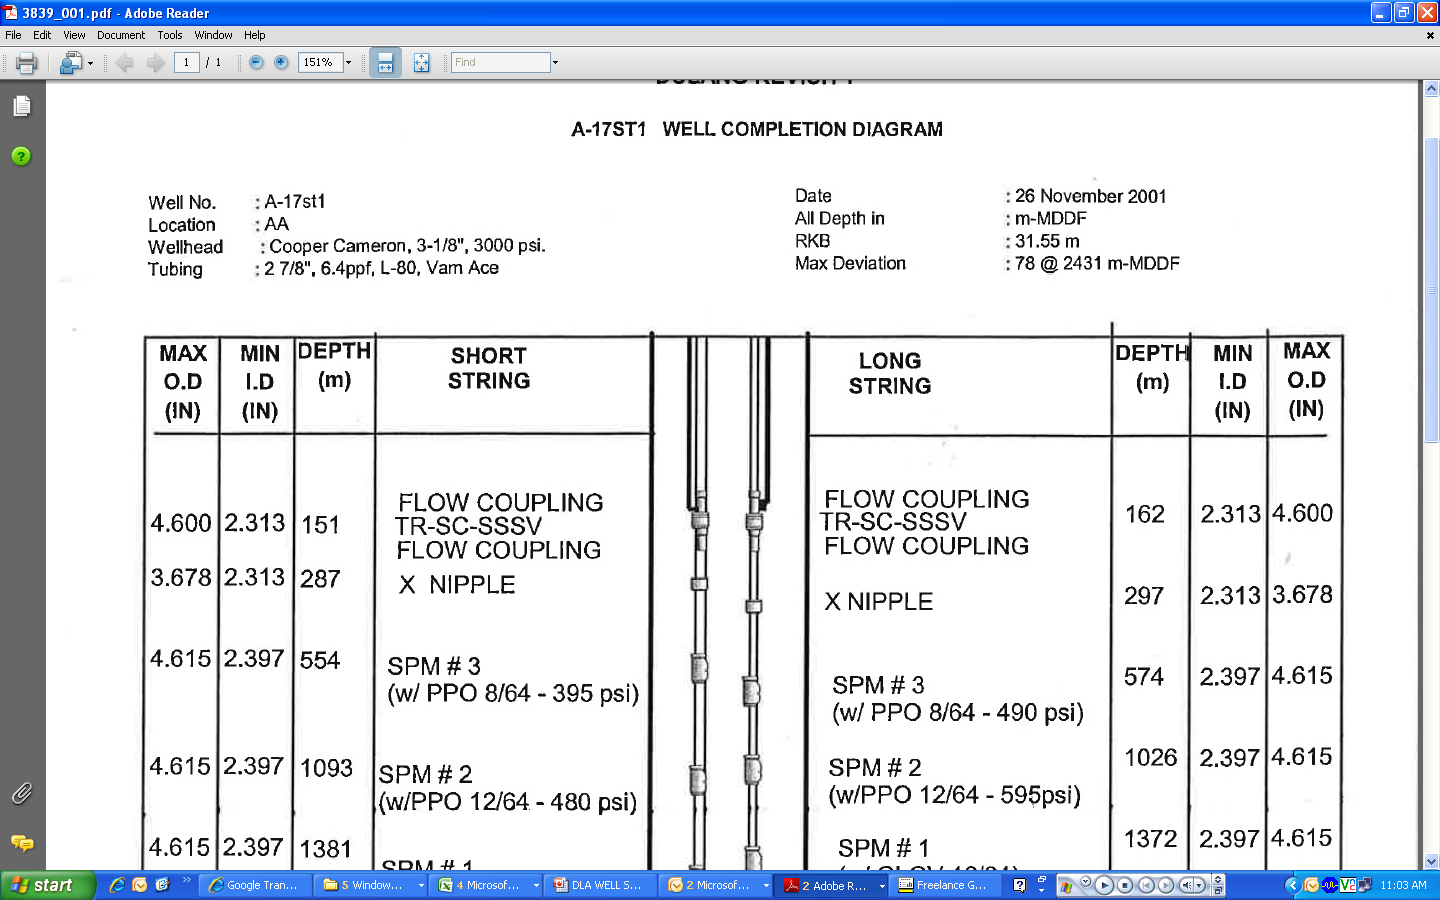 3839_001.pdf - Adobe Reader
File Edit View Document Tools Window Help
1 / 1 151% Find
A-17ST1 WELL COMPLETION DIAGRAM
Well No. : A-17st1
Location : AA
Wellhead : Cooper Cameron, 3-1/8", 3000 psi.
Tubing : 2 7/8", 6.4ppf, L-80, Vam Ace
Date : 26 November 2001
All Depth in : m-MDDF
RKB : 31.55 m
Max Deviation : 78 @ 2431 m-MDDF
MAX O.D (IN) MIN I.D (IN) DEPTH (m) SHORT STRING LONG STRING DEPTH (m) MIN I.D (IN) MAX O.D (IN)
FLOW COUPLING
4.600 2.313 151 TR-SC-SSSV
FLOW COUPLING
3.678 2.313 287 X NIPPLE
4.615 2.397 554 SPM # 3
(w/ PPO 8/64 - 395 psi)
4.615 2.397 1093 SPM # 2
(w/PPO 12/64 - 480 psi)
4.615 2.397 1381 SPM # 1
FLOW COUPLING
TR-SC-SSSV 162 2.313 4.600
FLOW COUPLING
X NIPPLE 297 2.313 3.678
SPM # 3 574 2.397 4.615
(w/ PPO 8/64 - 490 psi)
SPM # 2 1026 2.397 4.615
(w/PPO 12/64 - 595psi)
SPM # 1 1372 2.397 4.615
start Google Tran... 5 Window... 4 Microsof... DLA WELL S... 2 Microsof... 2 Adobe R... Freelance G... 11:03 AM